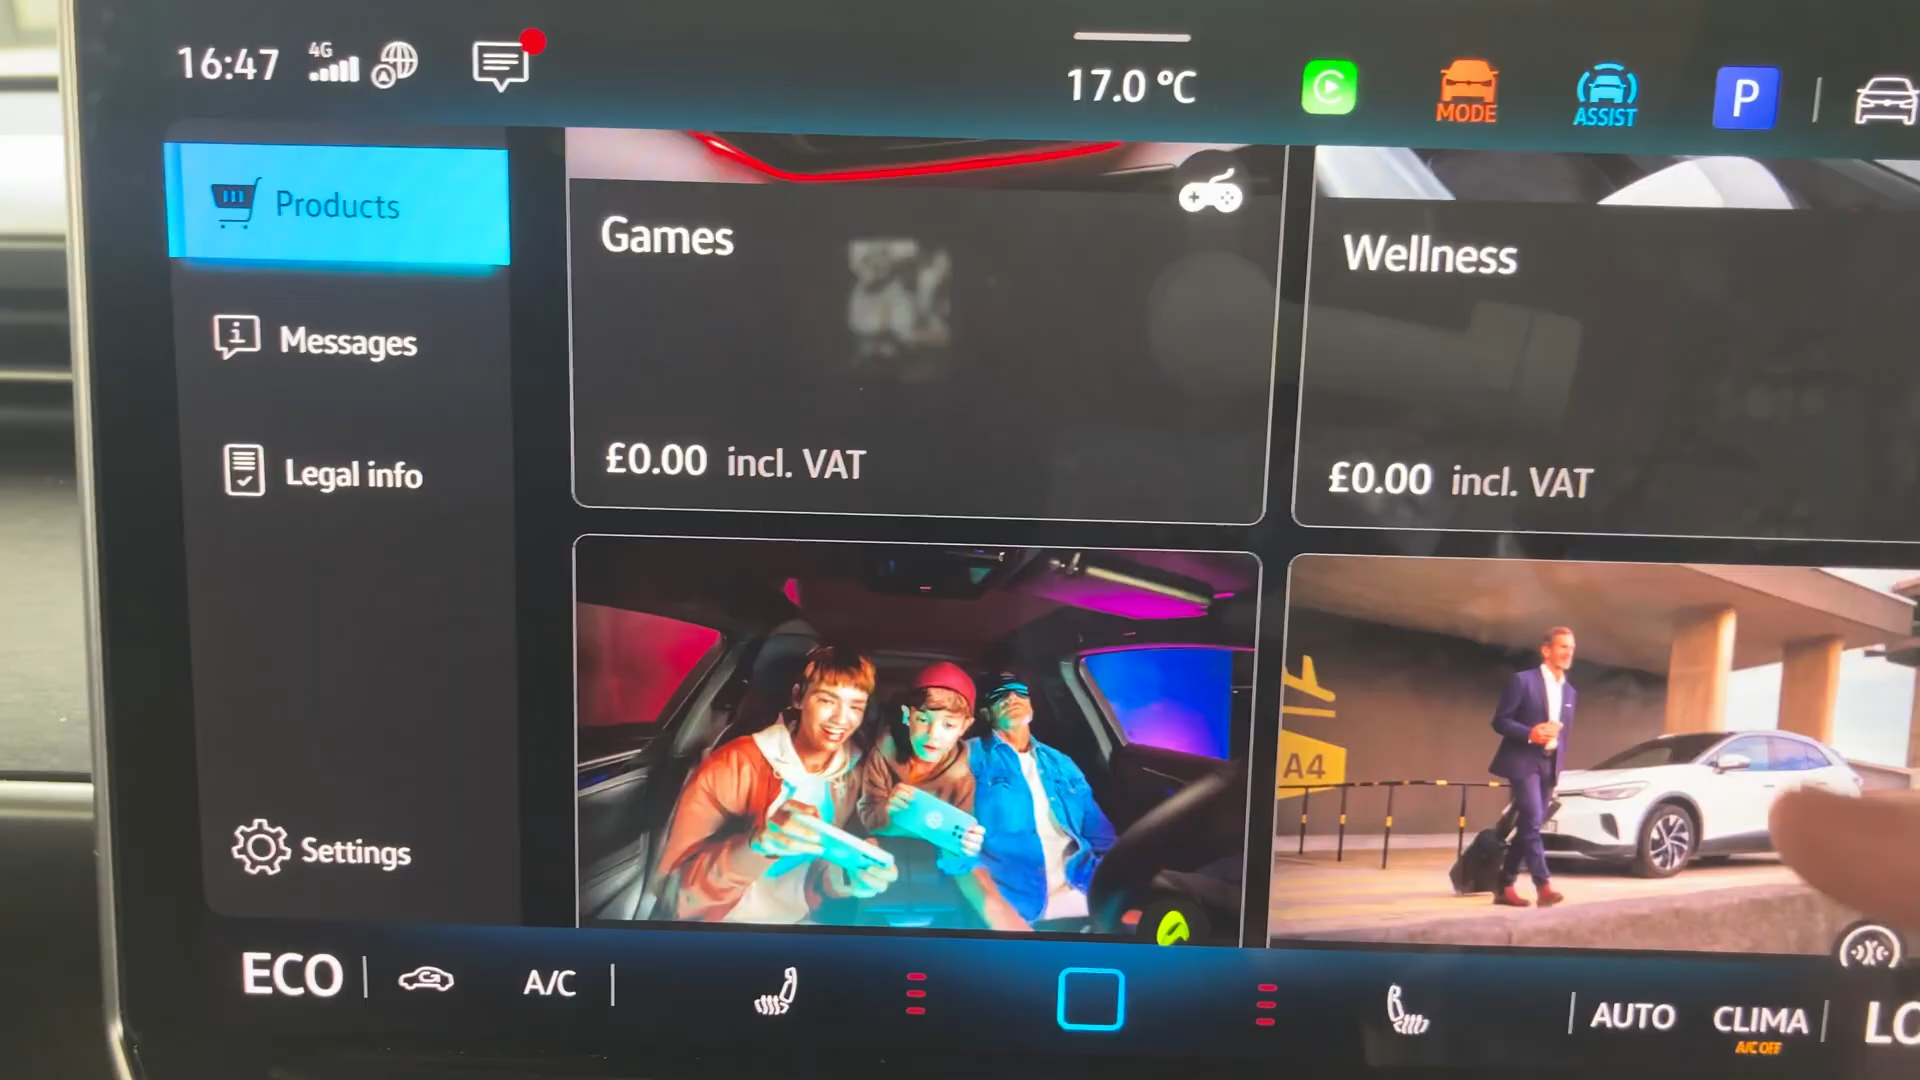 16:47
4G
17.0 °C
MODE
ASSIST
P
Products
Games
Wellness
Messages
£0.00 incl. VAT
£0.00 incl. VAT
Legal info
A4
Settings
ECO
A/C
AUTO
CLIMA
A/C OFF
LO